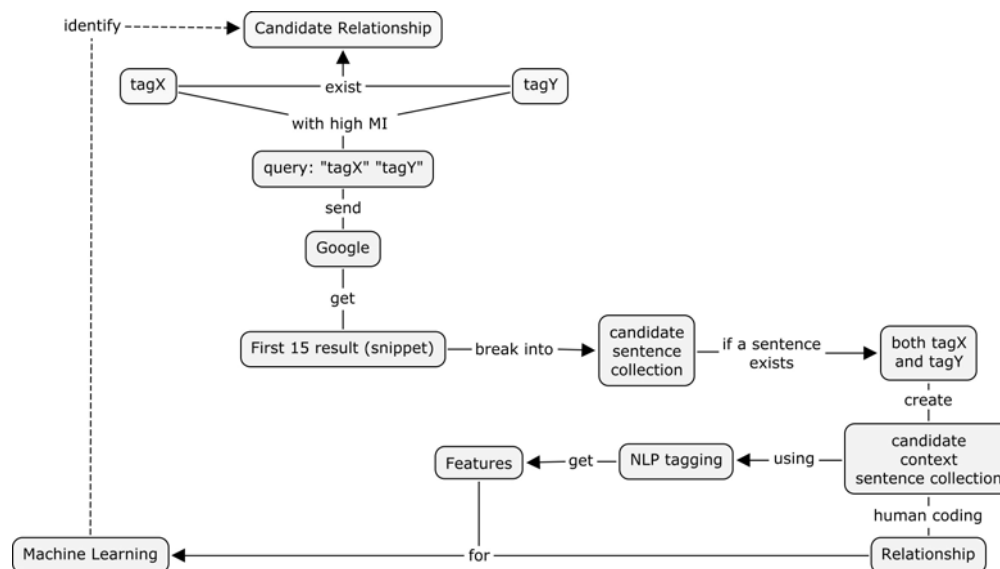 identify
Candidate Relationship
tagX
exist
tagY
with high MI
query: "tagX" "tagY"
send
Google
get
First 15 result (snippet)
break into
candidate
sentence
collection
if a sentence
exists
both tagX
and tagY
create
candidate
context
sentence collection
using
NLP tagging
get
Features
human coding
Relationship
for
Machine Learning